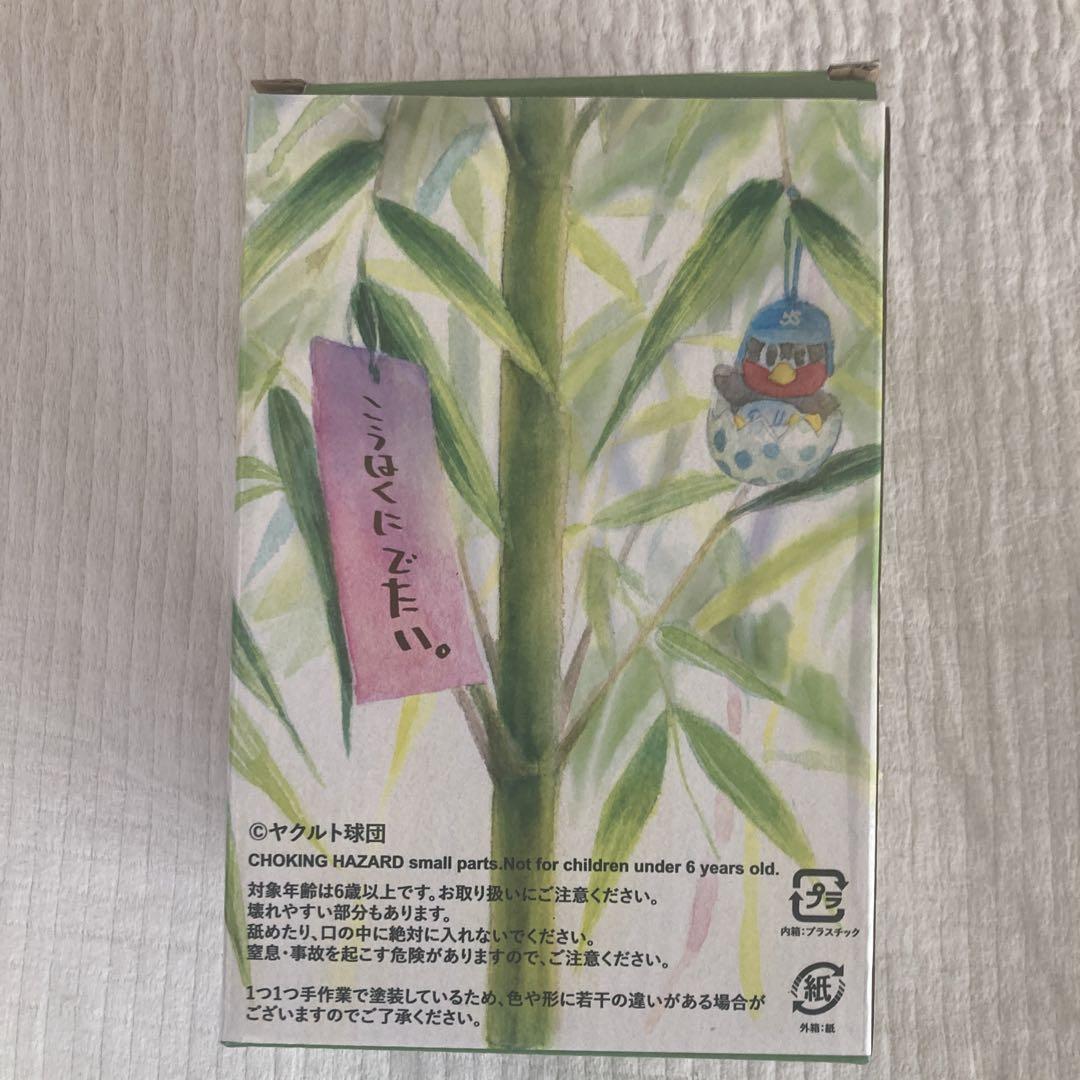 こうはくにでたい。
YS
©ヤクルト球団
CHOKING HAZARD small parts.Not for children under 6 years old.
対象年齢は6歳以上です。お取り扱いにご注意ください。
壊れやすい部分もあります。
舐めたり、口の中に絶対に入れないでください。
窒息・事故を起こす危険がありますので、ご注意ください。
1つ1つ手作業で塗装しているため、色や形に若干の違いがある場合が
ございますのでご了承ください。
プラ
内箱:プラスチック
紙
外箱:紙